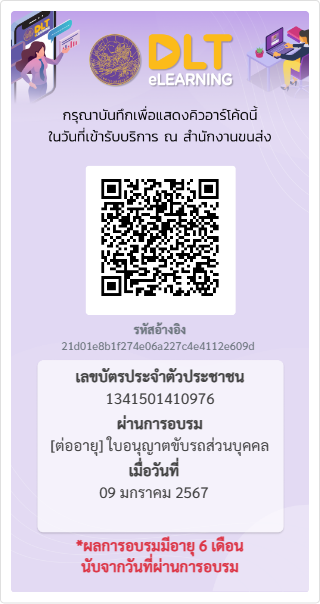 DLT
eLEARNING
กรุณาบันทึกเพื่อแสดงคิวอาร์โค้ดนี้
ในวันที่เข้ารับบริการ ณ สำนักงานขนส่ง
รหัสอ้างอิง
21d01e8b1f274e06a227c4e4112e609d
เลขบัตรประจำตัวประชาชน
1341501410976
ผ่านการอบรม
[ต่ออายุ] ใบอนุญาตขับรถส่วนบุคคล
เมื่อวันที่
09 มกราคม 2567
*ผลการอบรมมีอายุ 6 เดือน
นับจากวันที่ผ่านการอบรม